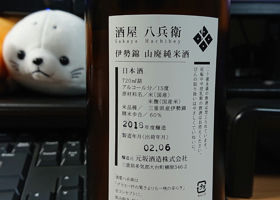 酒屋 八兵衛
Sakaya Hachibei
伊勢錦 山廃純米酒
日本酒
720ml詰
アルコール分/15度
原材料名/米(国産)
米麹(国産米)
米品種/三重県産伊勢錦
精米歩合/60%
2018年度醸造
製造年月(出荷年月)
02.06
醸造 元坂酒造株式会社